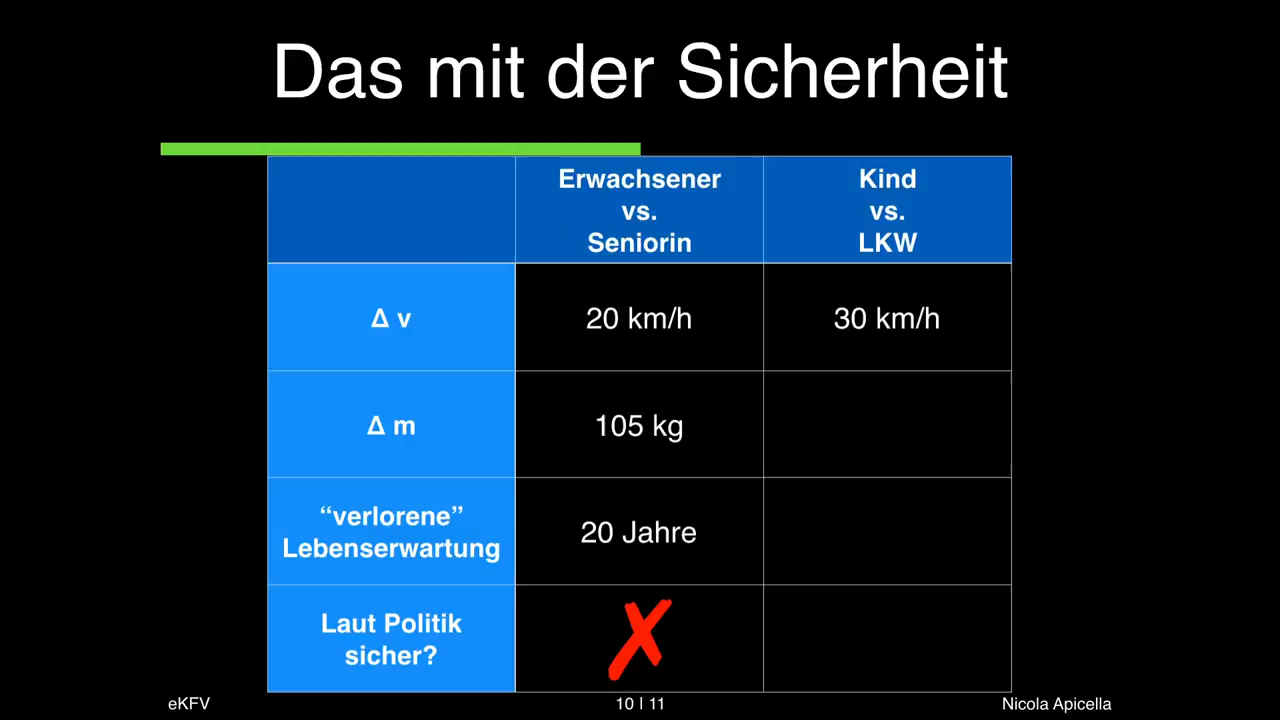 Das mit der Sicherheit
Erwachsener
vs.
Seniorin
Kind
vs.
LKW
Δ v
20 km/h
30 km/h
Δ m
105 kg
“verlorene”
Lebenserwartung
20 Jahre
Laut Politik
sicher?
✗
eKFV
10 | 11
Nicola Apicella